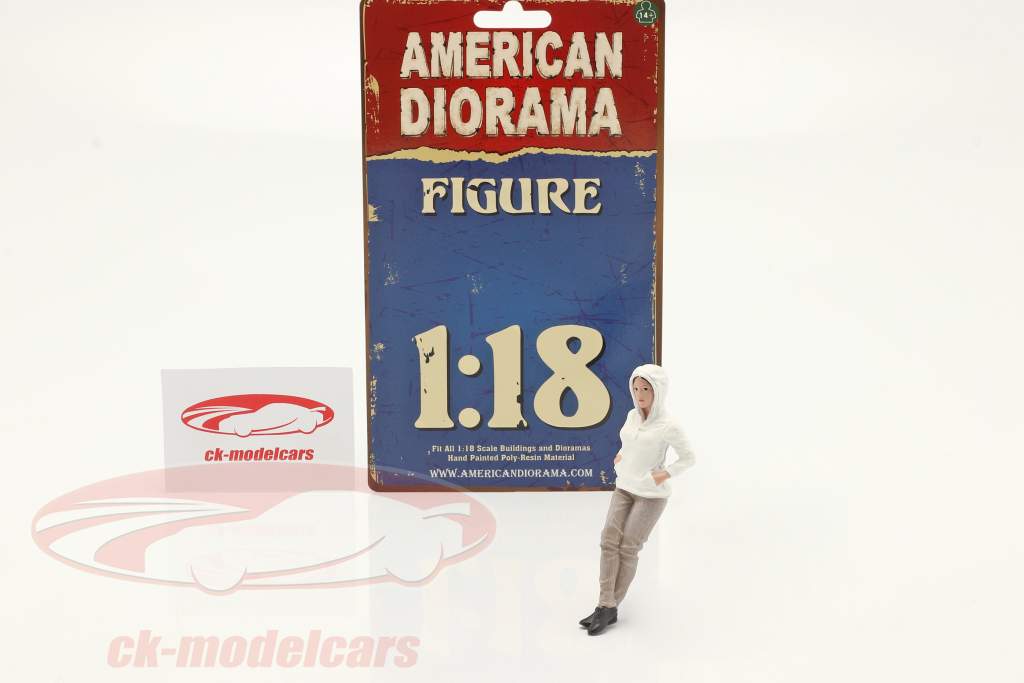 14+
AMERICAN
DIORAMA
FIGURE
1:18
Fit All 1:18 Scale Buildings and Dioramas
Hand Painted Poly-Resin Material
WWW.AMERICANDIORAMA.COM
ck-modelcars
ck-modelcars